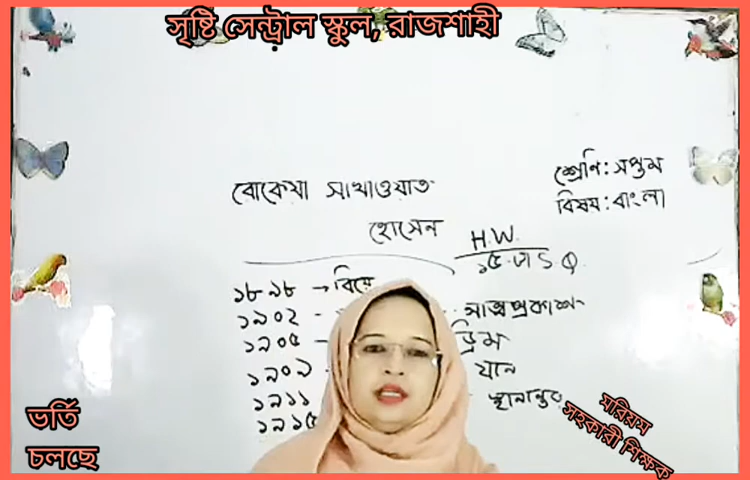 সৃষ্টি সেন্ট্রাল স্কুল, রাজশাহী
শ্রেণি: সপ্তম
বিষয়: বাংলা
রোকেয়া সাখাওয়াত
হোসেন
H.W.
১৮৯৮ → বিয়ে
১৯০২ - আত্মপ্রকাশ
১৯০৫ - ড্রিম
১৯০৯
১৯১১ স্থানান্তর
১৯১৫
ভর্তি
চলছে
মরিয়ম
সহকারী শিক্ষক